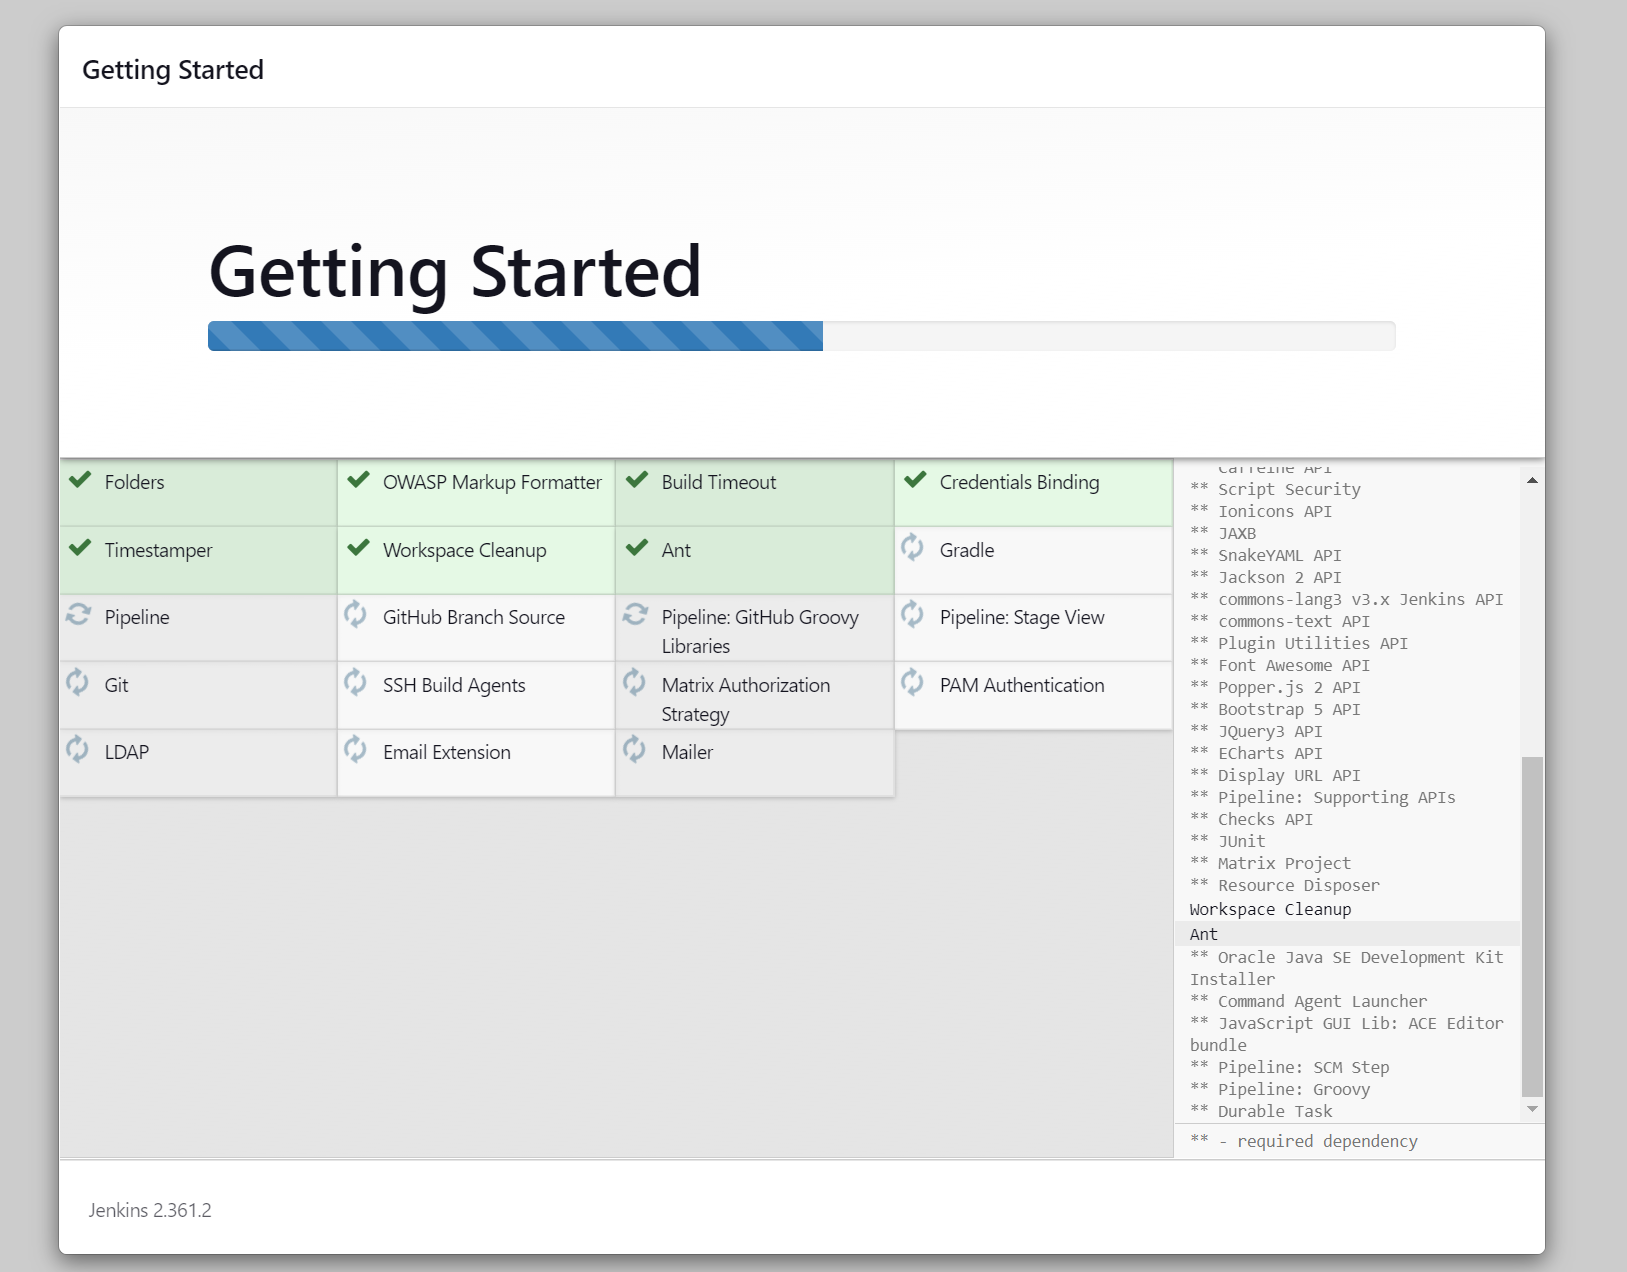 Getting Started
Getting Started
Folders
OWASP Markup Formatter
Build Timeout
Credentials Binding
Timestamper
Workspace Cleanup
Ant
Gradle
Pipeline
GitHub Branch Source
Pipeline: GitHub Groovy
Libraries
Pipeline: Stage View
Git
SSH Build Agents
Matrix Authorization
Strategy
PAM Authentication
LDAP
Email Extension
Mailer
Caffeine API
** Script Security
** Ionicons API
** JAXB
** SnakeYAML API
** Jackson 2 API
** commons-lang3 v3.x Jenkins API
** commons-text API
** Plugin Utilities API
** Font Awesome API
** Popper.js 2 API
** Bootstrap 5 API
** JQuery3 API
** ECharts API
** Display URL API
** Pipeline: Supporting APIs
** Checks API
** JUnit
** Matrix Project
** Resource Disposer
Workspace Cleanup
Ant
** Oracle Java SE Development Kit
Installer
** Command Agent Launcher
** JavaScript GUI Lib: ACE Editor
bundle
** Pipeline: SCM Step
** Pipeline: Groovy
** Durable Task
** - required dependency
Jenkins 2.361.2